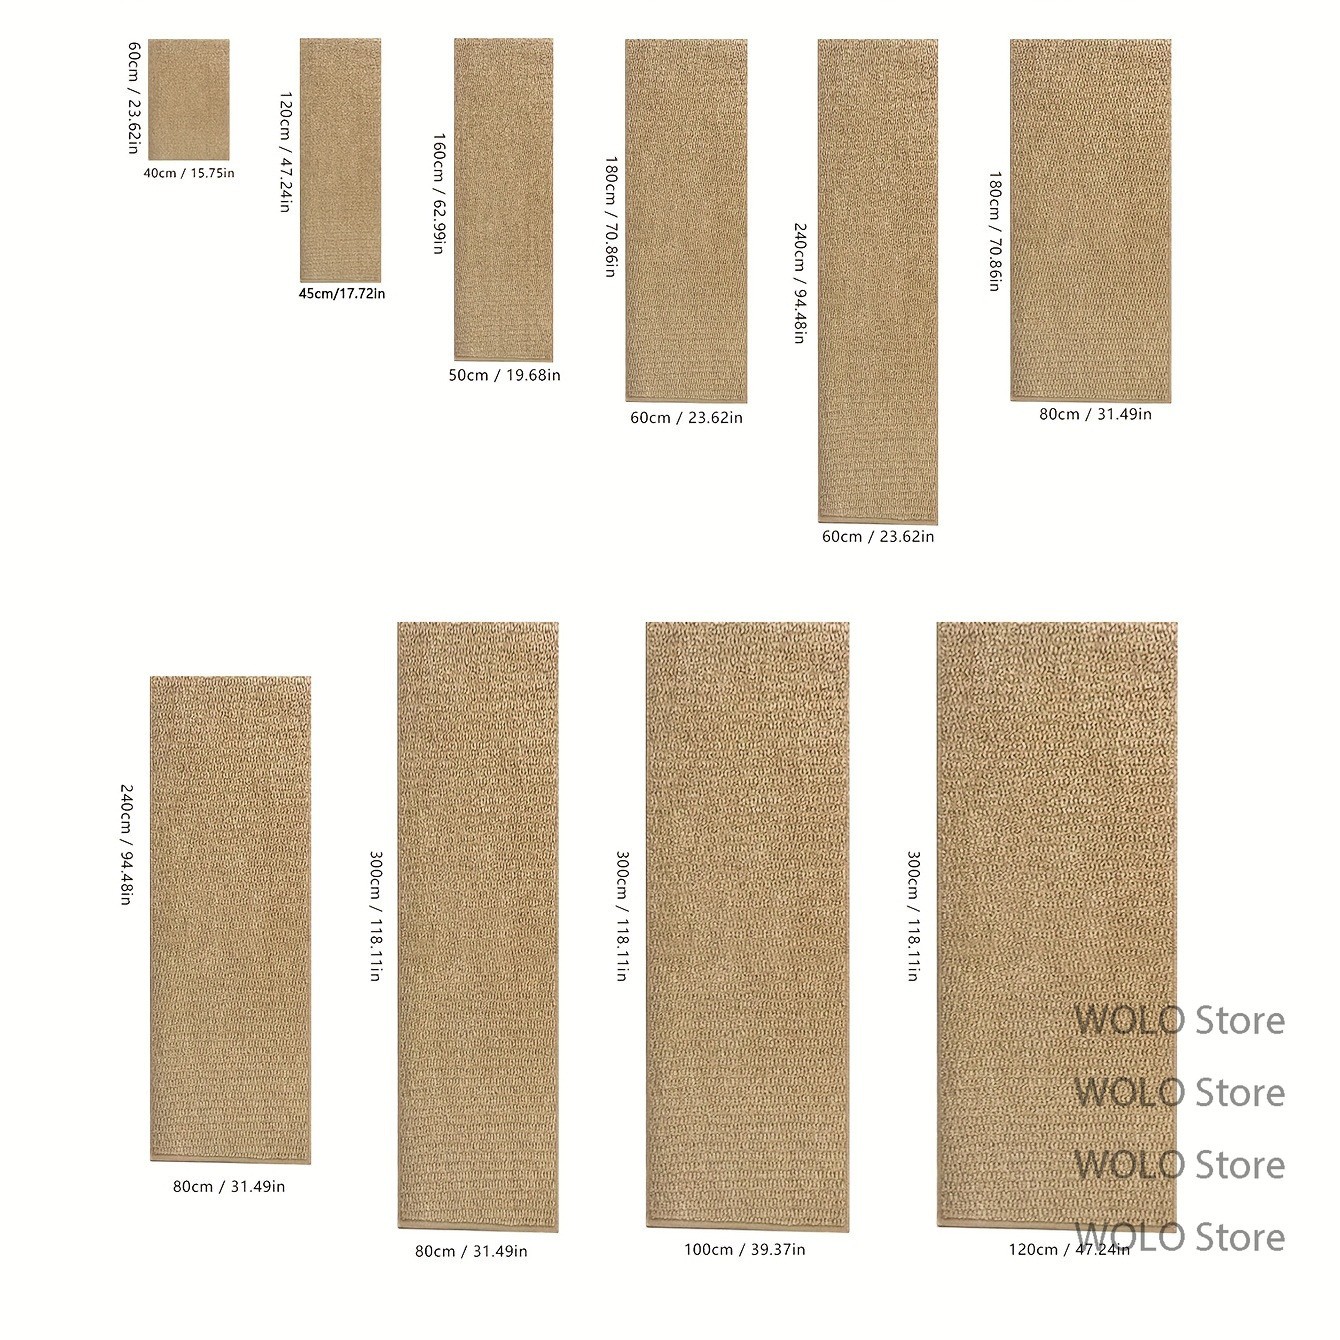 60cm / 23.62in
40cm / 15.75in
120cm / 47.24in
45cm/17.72in
160cm / 62.99in
50cm / 19.68in
180cm / 70.86in
60cm / 23.62in
240cm / 94.48in
60cm / 23.62in
180cm / 70.86in
80cm / 31.49in
240cm / 94.48in
80cm / 31.49in
300cm / 118.11in
80cm / 31.49in
300cm / 118.11in
100cm / 39.37in
300cm / 118.11in
120cm / 47.24in
WOLO Store
WOLO Store
WOLO Store
WOLO Store